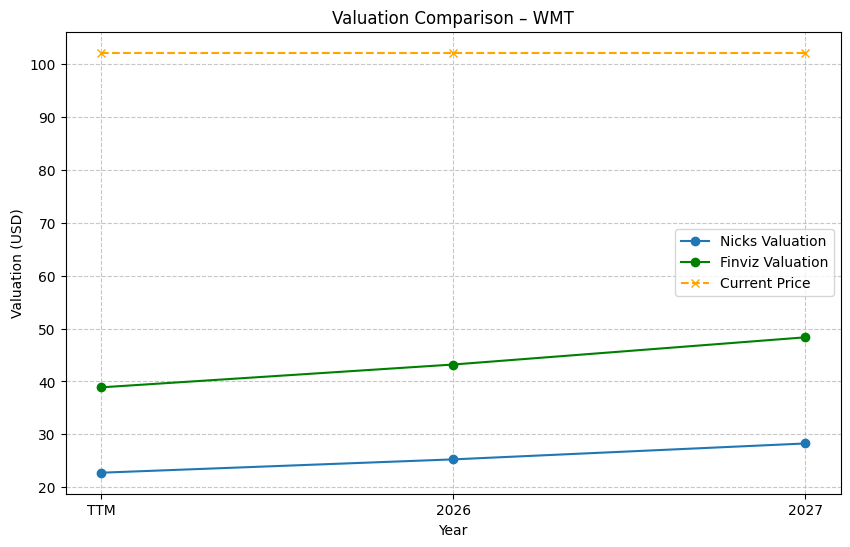 Valuation Comparison – WMT
Valuation (USD)
100
90
80
70
60
50
40
30
20
Nicks Valuation
Finviz Valuation
Current Price
TTM
2026
2027
Year